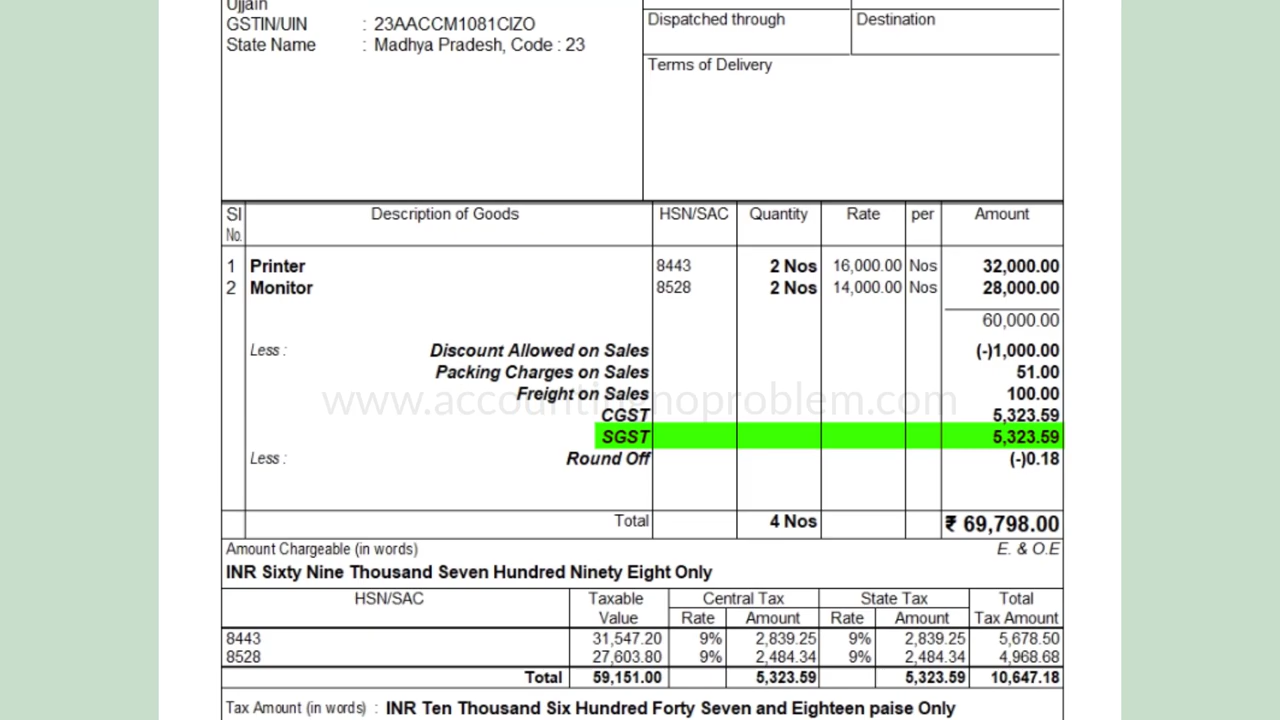 Ujjain
GSTIN/UIN : 23AACCM1081CIZO
State Name : Madhya Pradesh, Code : 23
Dispatched through Destination
Terms of Delivery
Sl No. Description of Goods HSN/SAC Quantity Rate per Amount
1 Printer 8443 2 Nos 16,000.00 Nos 32,000.00
2 Monitor 8528 2 Nos 14,000.00 Nos 28,000.00
60,000.00
Less : Discount Allowed on Sales (-)1,000.00
Packing Charges on Sales 51.00
Freight on Sales 100.00
www.accountingnoproblem.com
CGST 5,323.59
SGST 5,323.59
Less : Round Off (-)0.18
Total 4 Nos ₹ 69,798.00
Amount Chargeable (in words) E. & O.E
INR Sixty Nine Thousand Seven Hundred Ninety Eight Only
HSN/SAC Taxable Central Tax State Tax Total
Value Rate Amount Rate Amount Tax Amount
8443 31,547.20 9% 2,839.25 9% 2,839.25 5,678.50
8528 27,603.80 9% 2,484.34 9% 2,484.34 4,968.68
Total 59,151.00 5,323.59 5,323.59 10,647.18
Tax Amount (in words) : INR Ten Thousand Six Hundred Forty Seven and Eighteen paise Only